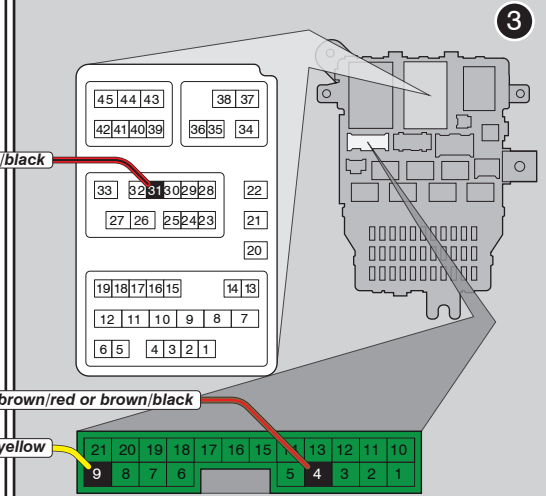 3
45 44 43 38 37
42 41 40 39 36 35 34
/black
33 32 31 30 29 28 22
27 26 25 24 23 21
20
19 18 17 16 15 14 13
12 11 10 9 8 7
6 5 4 3 2 1
brown/red or brown/black
yellow
21 20 19 18 17 16 15 14 13 12 11 10
9 8 7 6 5 4 3 2 1